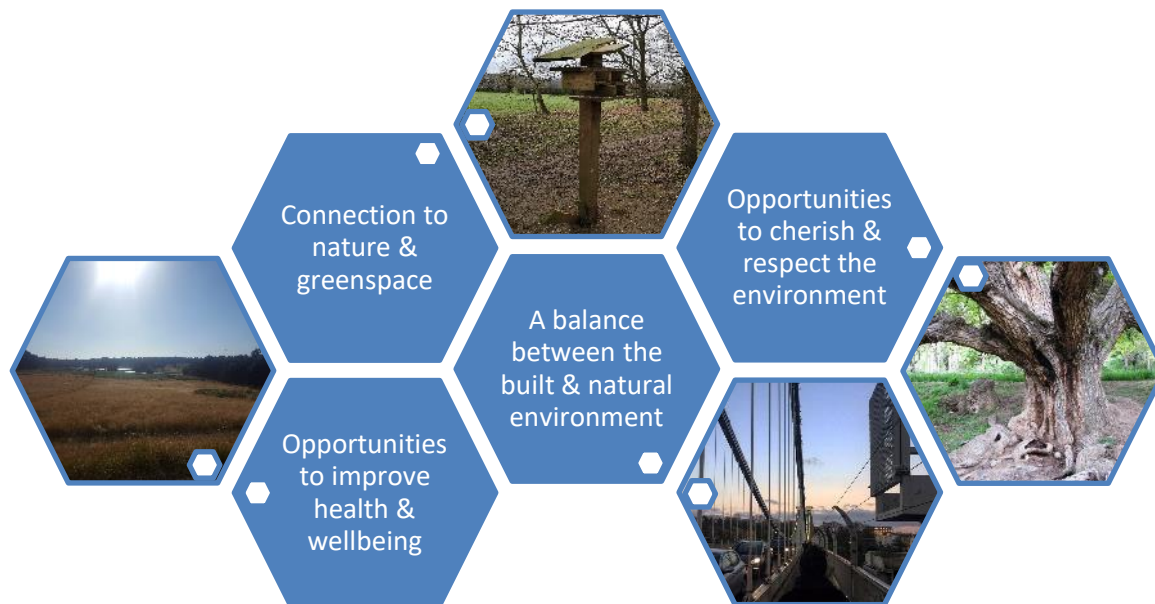 Connection to
nature &
greenspace
Opportunities
to cherish &
respect the
environment
A balance
between the
built & natural
environment
Opportunities
to improve
health &
wellbeing